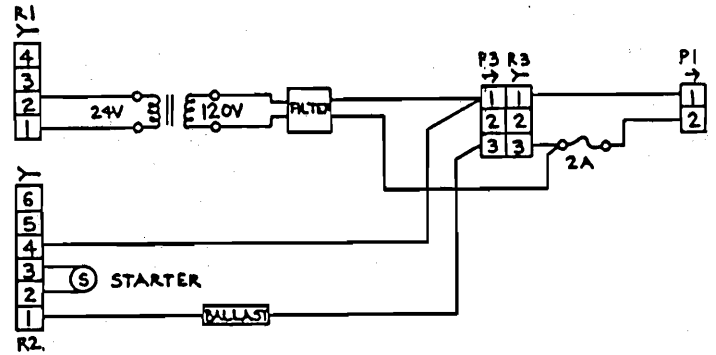 R1
4
3
2
1
24V
120V
FILTER
P3 R3
1 1
2 2
3 3
2A
P1
1
2
6
5
4
3
2
1
S STARTER
BALLAST
R2.